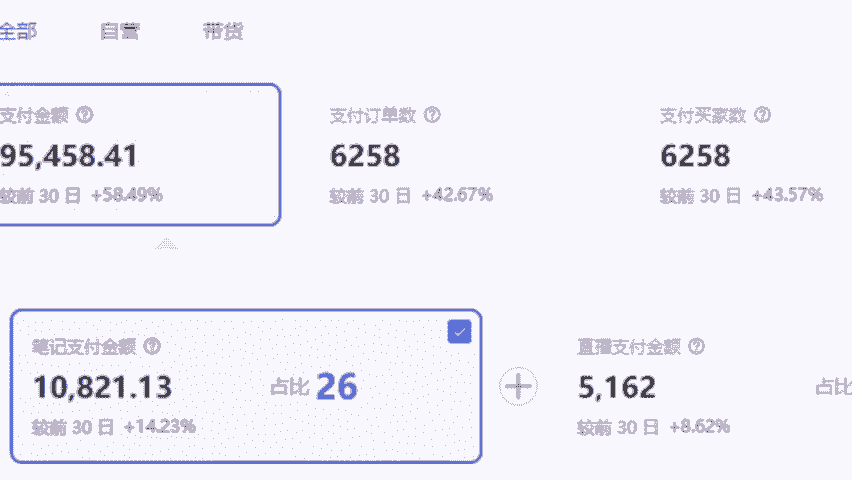 全部 自营 带货
支付金额 支付订单数 支付买家数
95,458.41 6258 6258
较前 30 日 +58.49% 较前 30 日 +42.67% 较前 30 日 +43.57%
笔记支付金额 直播支付金额
10,821.13 占比 26 5,162 占比
较前 30 日 +14.23% 较前 30 日 +8.62%